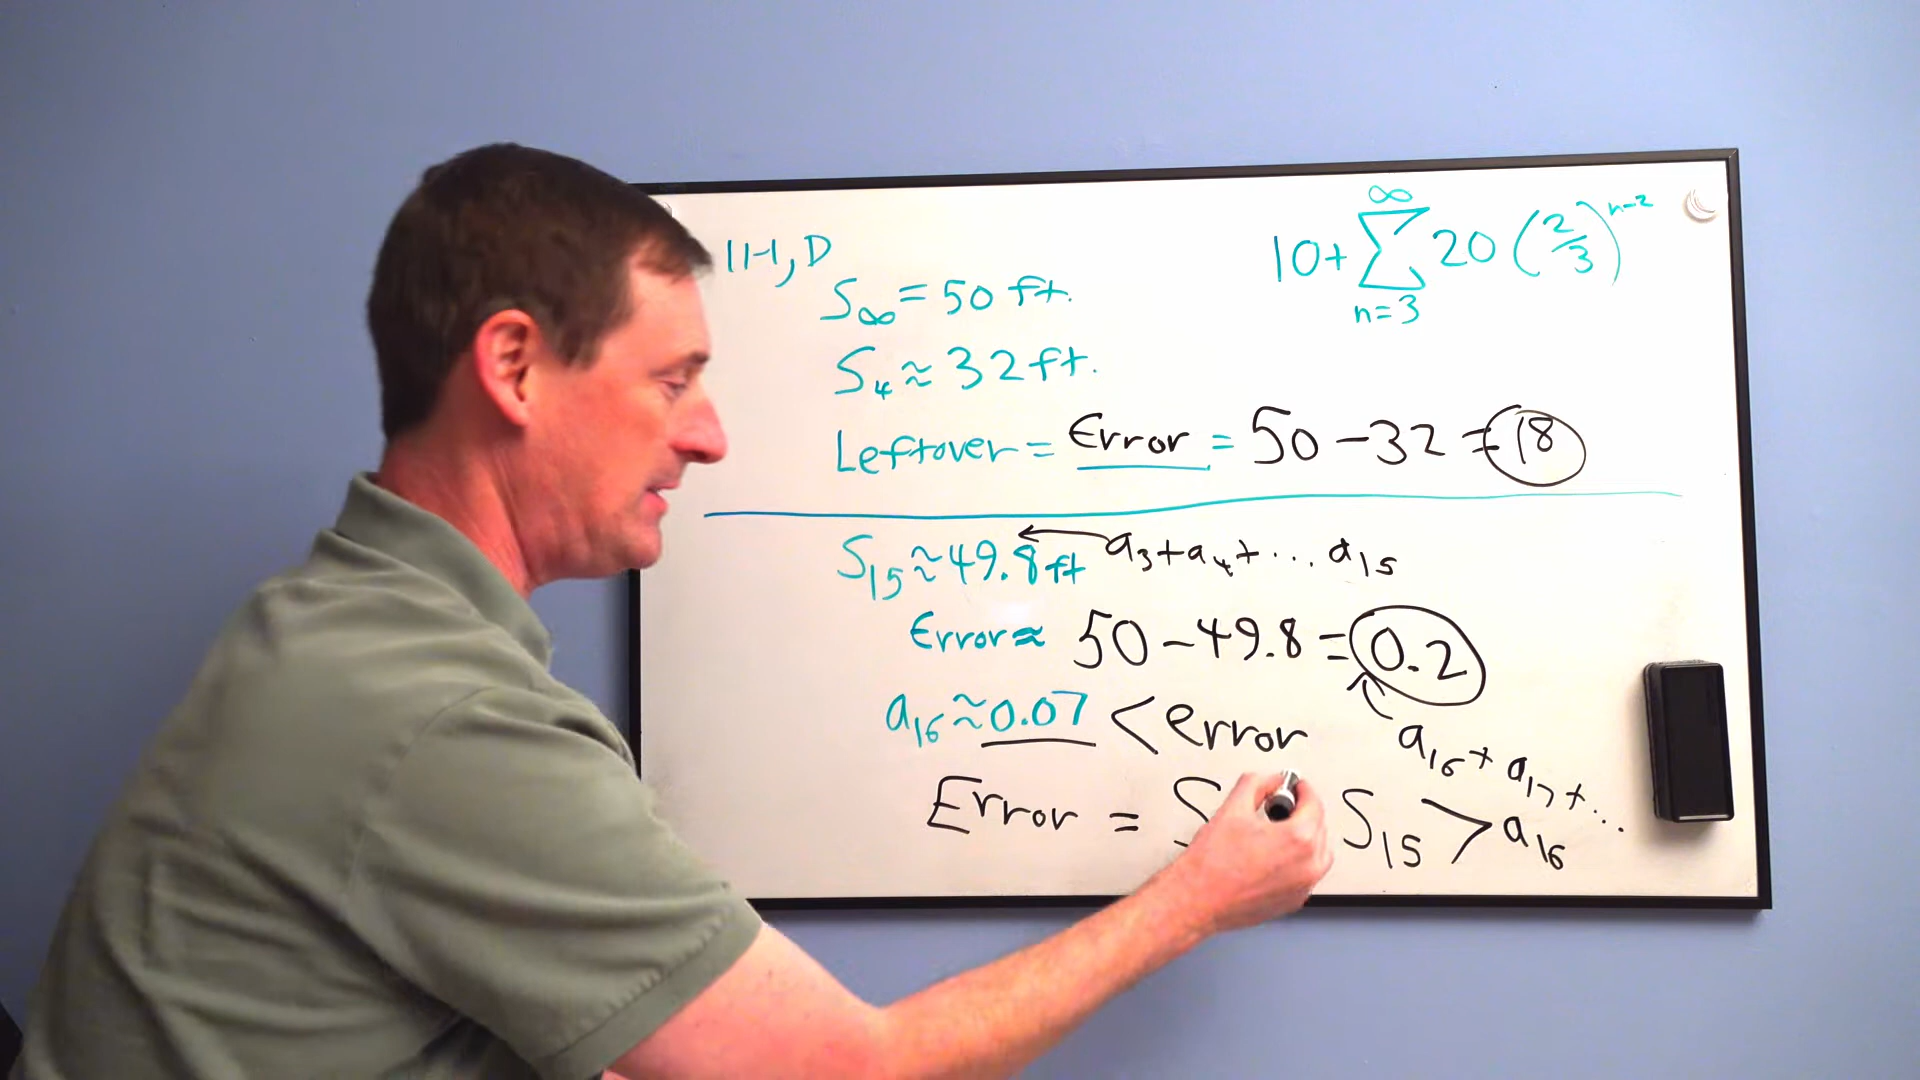 11-1, D
10+ ∞ Σ n=3 20 (2/3)^n-2
S∞ = 50 ft.
S4 ≈ 32 ft.
Leftover = Error = 50 - 32 = 18
S15 ≈ 49.8 ft a3 + a4 + ... a15
Error ≈ 50 - 49.8 = 0.2
a16 ≈ 0.07 < error a16 + a17 + ...
Error = S S15 > a16